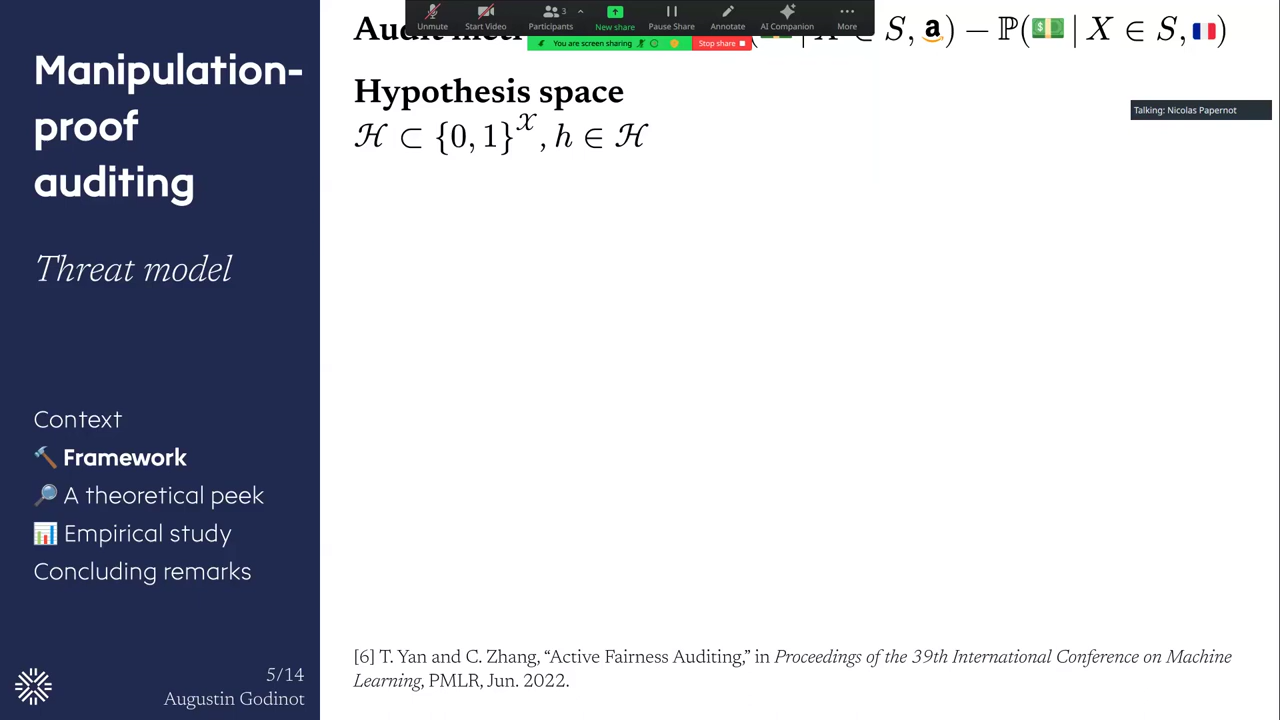 Unmute
Start Video
Participants
3
New share
Pause Share
Annotate
AI Companion
More
You are screen sharing
Stop share
Talking: Nicolas Papernot
Manipulation-
proof
auditing
Threat model
Context
🔨 Framework
🔎 A theoretical peek
📊 Empirical study
Concluding remarks
5/14
Augustin Godinot
X ∈ S, a) − ℙ(💵 | X ∈ S, 🇫🇷)
Hypothesis space
ℋ ⊂ {0, 1}^𝒳, h ∈ ℋ
[6] T. Yan and C. Zhang, “Active Fairness Auditing,” in Proceedings of the 39th International Conference on Machine
Learning, PMLR, Jun. 2022.